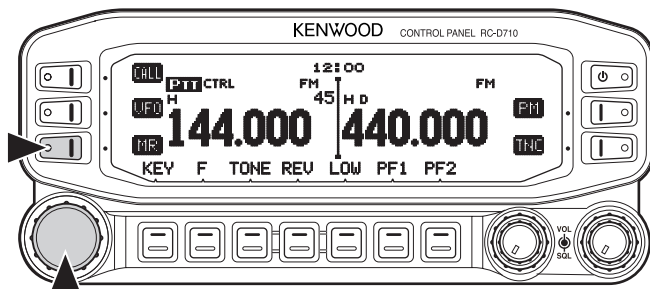 KENWOOD CONTROL PANEL RC-D710
12:00
CALL PTT CTRL FM 45 FM
VFO H H D PM
MR 144.000 440.000 TNC
KEY F TONE REV LOW PF1 PF2
VOL
SQL